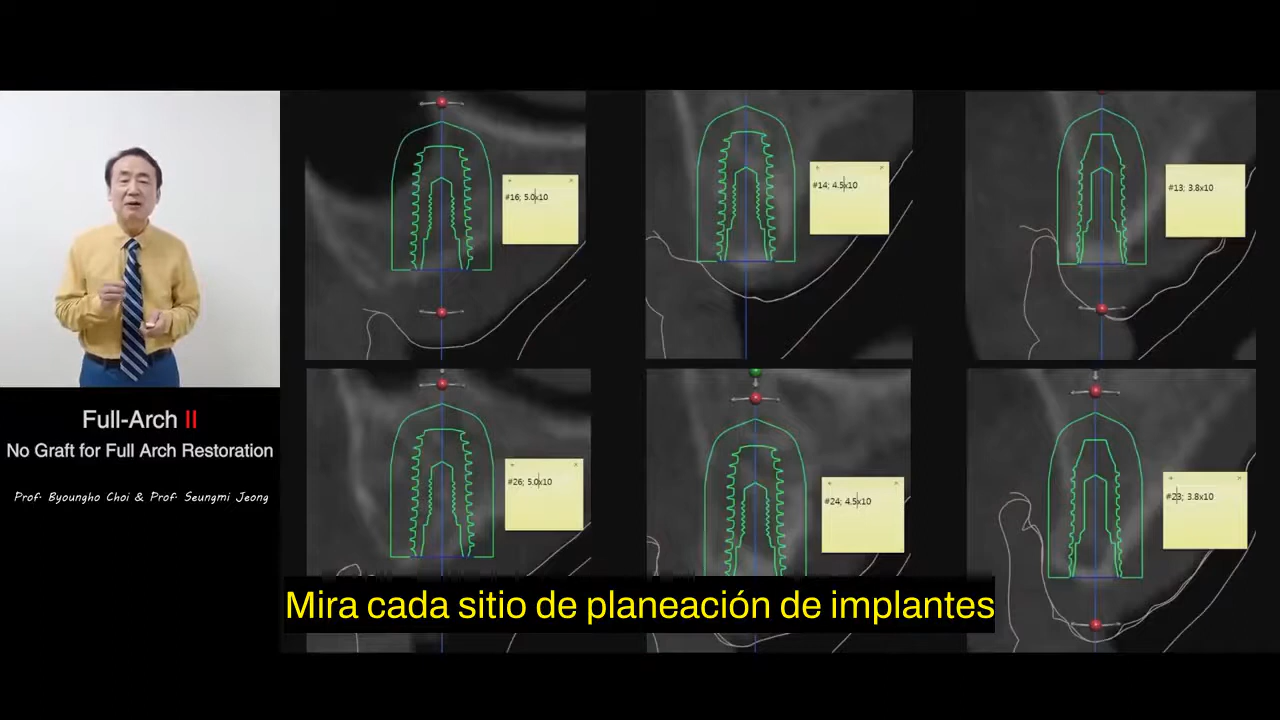 #16; 5.0x10
#14; 4.5x10
#13; 3.8x10
Full-Arch II
No Graft for Full Arch Restoration
Prof. Byoungho Choi & Prof. Seungmi Jeong
#26; 5.0x10
#24; 4.5x10
#23; 3.8x10
Mira cada sitio de planeación de implantes